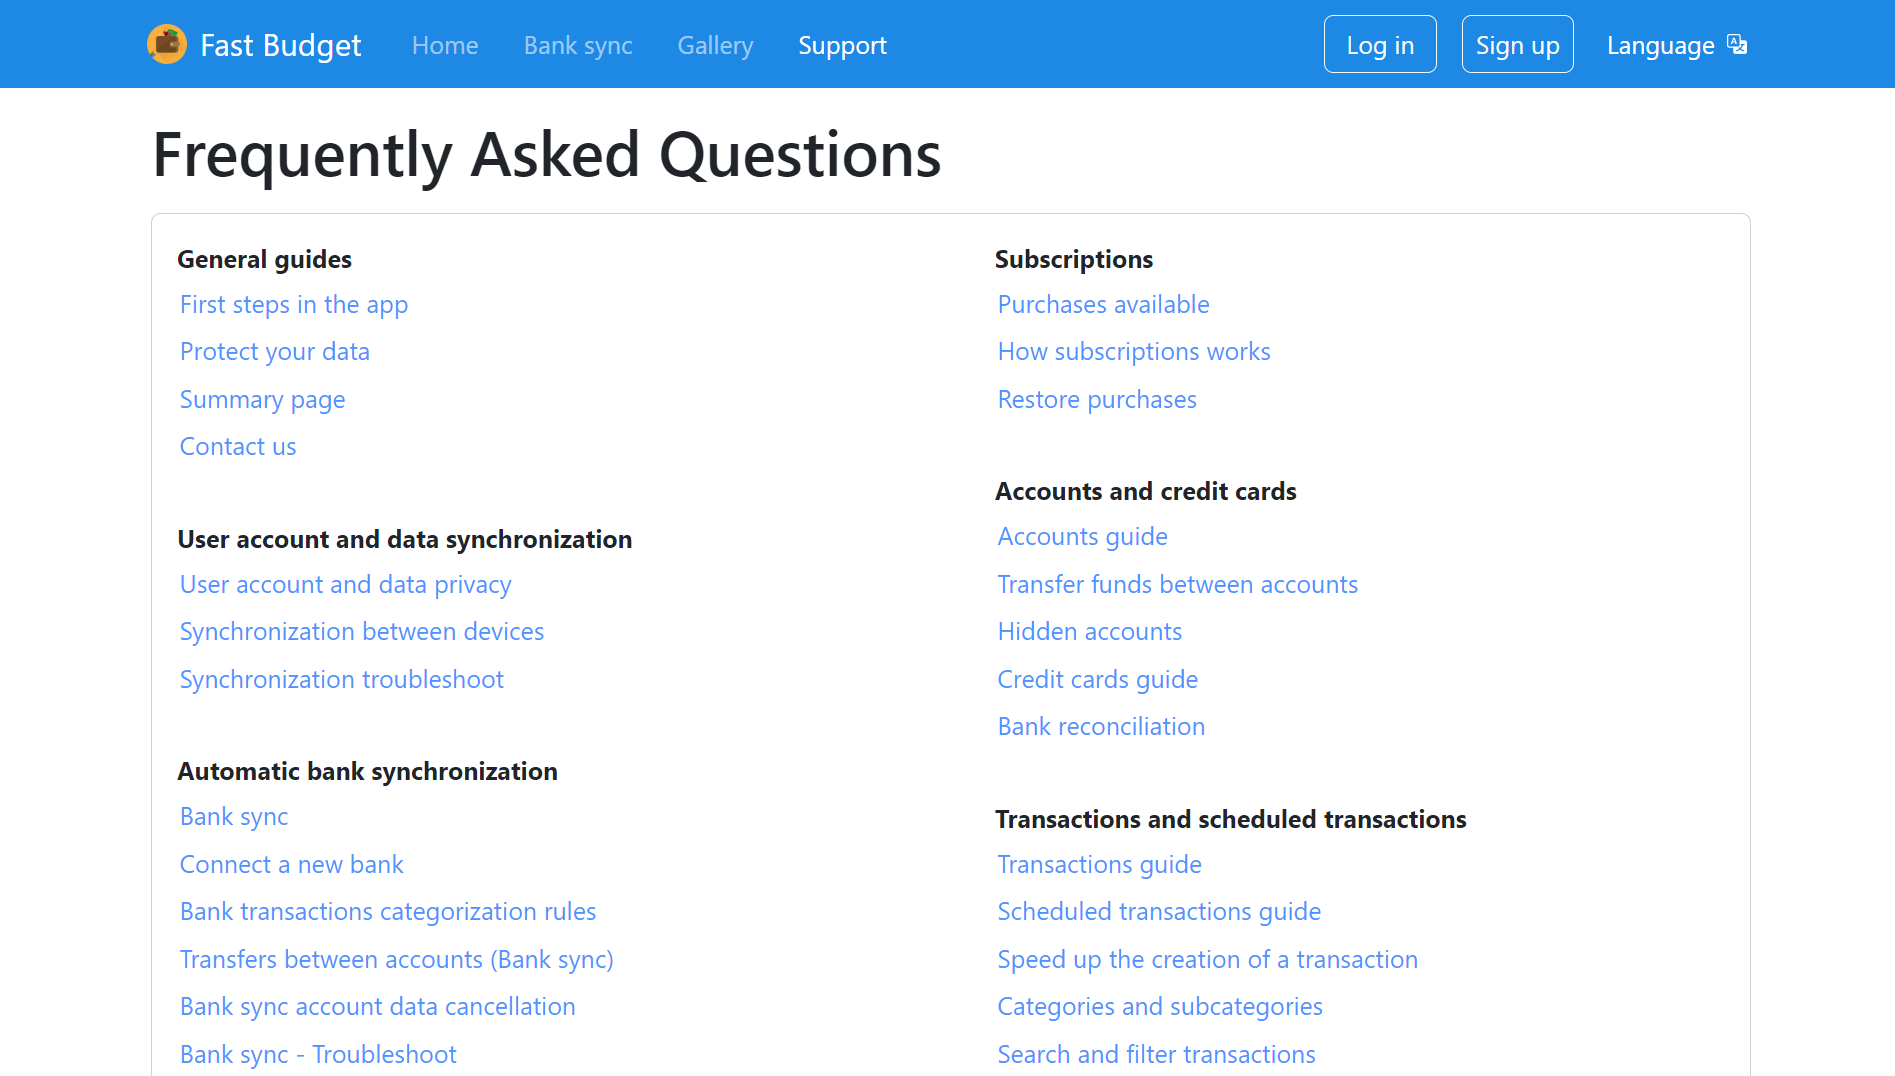 Fast Budget
Home
Bank sync
Gallery
Support
Log in
Sign up
Language
Frequently Asked Questions
General guides
First steps in the app
Protect your data
Summary page
Contact us
User account and data synchronization
User account and data privacy
Synchronization between devices
Synchronization troubleshoot
Automatic bank synchronization
Bank sync
Connect a new bank
Bank transactions categorization rules
Transfers between accounts (Bank sync)
Bank sync account data cancellation
Bank sync - Troubleshoot
Subscriptions
Purchases available
How subscriptions works
Restore purchases
Accounts and credit cards
Accounts guide
Transfer funds between accounts
Hidden accounts
Credit cards guide
Bank reconciliation
Transactions and scheduled transactions
Transactions guide
Scheduled transactions guide
Speed up the creation of a transaction
Categories and subcategories
Search and filter transactions